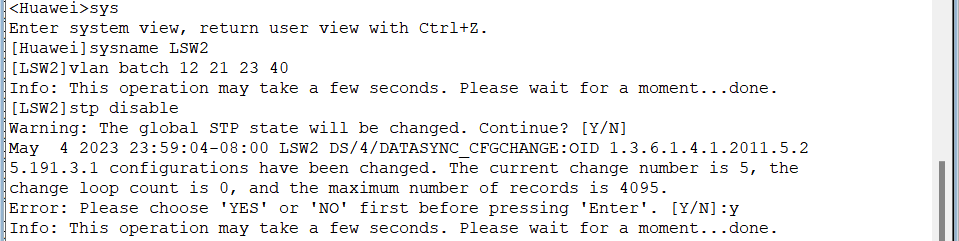 <Huawei>sys
Enter system view, return user view with Ctrl+Z.
[Huawei]sysname LSW2
[LSW2]vlan batch 12 21 23 40
Info: This operation may take a few seconds. Please wait for a moment...done.
[LSW2]stp disable
Warning: The global STP state will be changed. Continue? [Y/N]
May  4 2023 23:59:04-08:00 LSW2 DS/4/DATASYNC_CFGCHANGE:OID 1.3.6.1.4.1.2011.5.2
5.191.3.1 configurations have been changed. The current change number is 5, the
change loop count is 0, and the maximum number of records is 4095.
Error: Please choose 'YES' or 'NO' first before pressing 'Enter'. [Y/N]:y
Info: This operation may take a few seconds. Please wait for a moment...done.